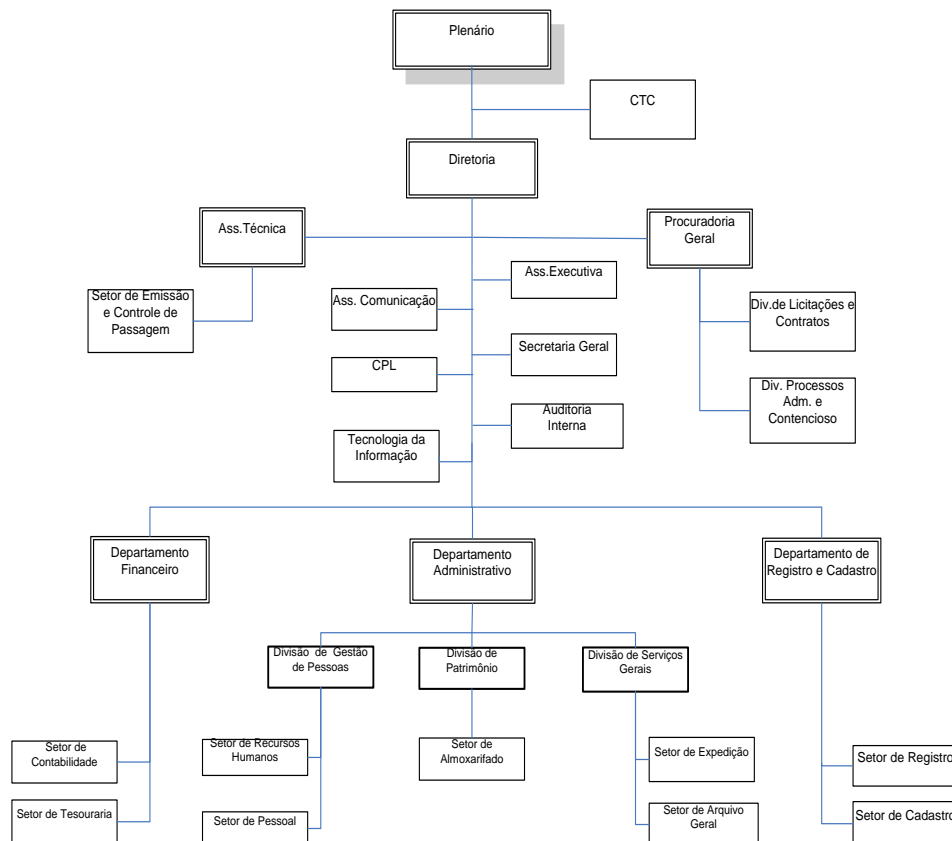 Plenário
CTC
Diretoria
Ass.Técnica
Procuradoria
Geral
Ass.Executiva
Setor de Emissão
e Controle de
Passagem
Ass. Comunicação
Div.de Licitações e
Contratos
Secretaria Geral
CPL
Div. Processos
Adm. e
Contencioso
Auditoria
Interna
Tecnologia da
Informação
Departamento
Financeiro
Departamento
Administrativo
Departamento de
Registro e Cadastro
Divisão de Gestão
de Pessoas
Divisão de
Patrimônio
Divisão de Serviços
Gerais
Setor de
Contabilidade
Setor de Recursos
Humanos
Setor de
Almoxarifado
Setor de Expedição
Setor de Registro
Setor de Tesouraria
Setor de Pessoal
Setor de Arquivo
Geral
Setor de Cadastro